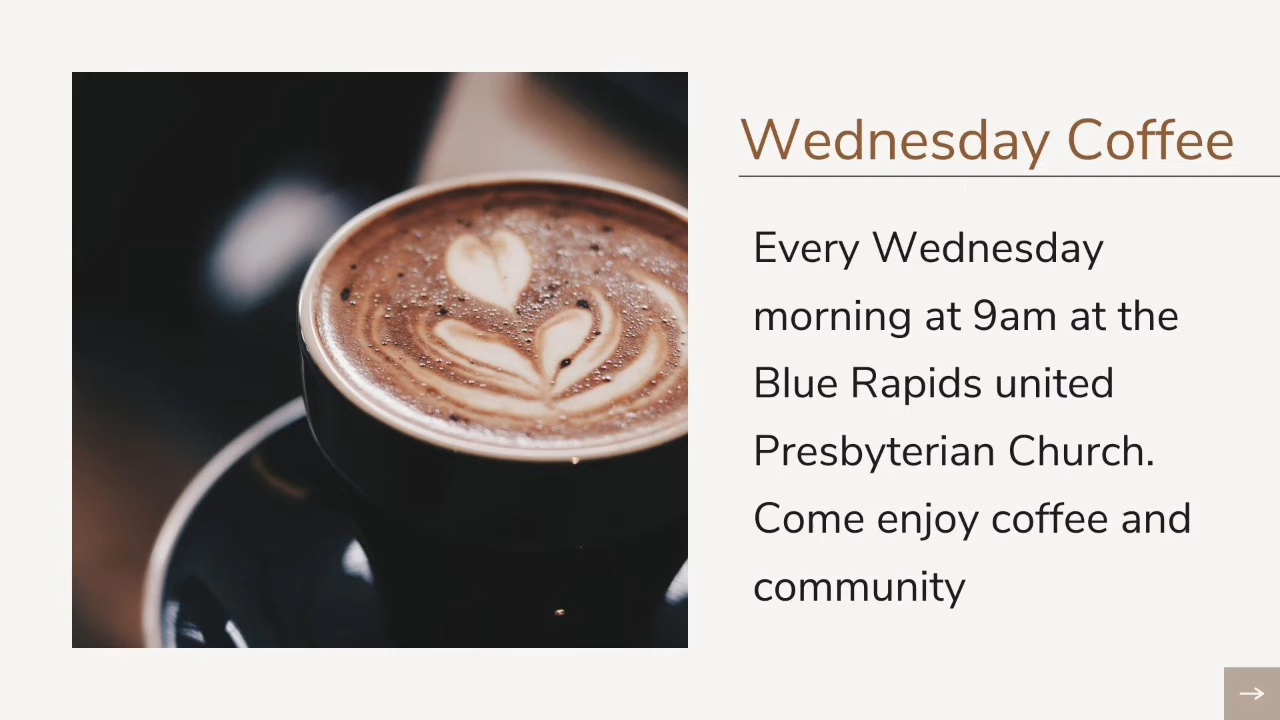 Wednesday Coffee
Every Wednesday
morning at 9am at the
Blue Rapids united
Presbyterian Church.
Come enjoy coffee and
community